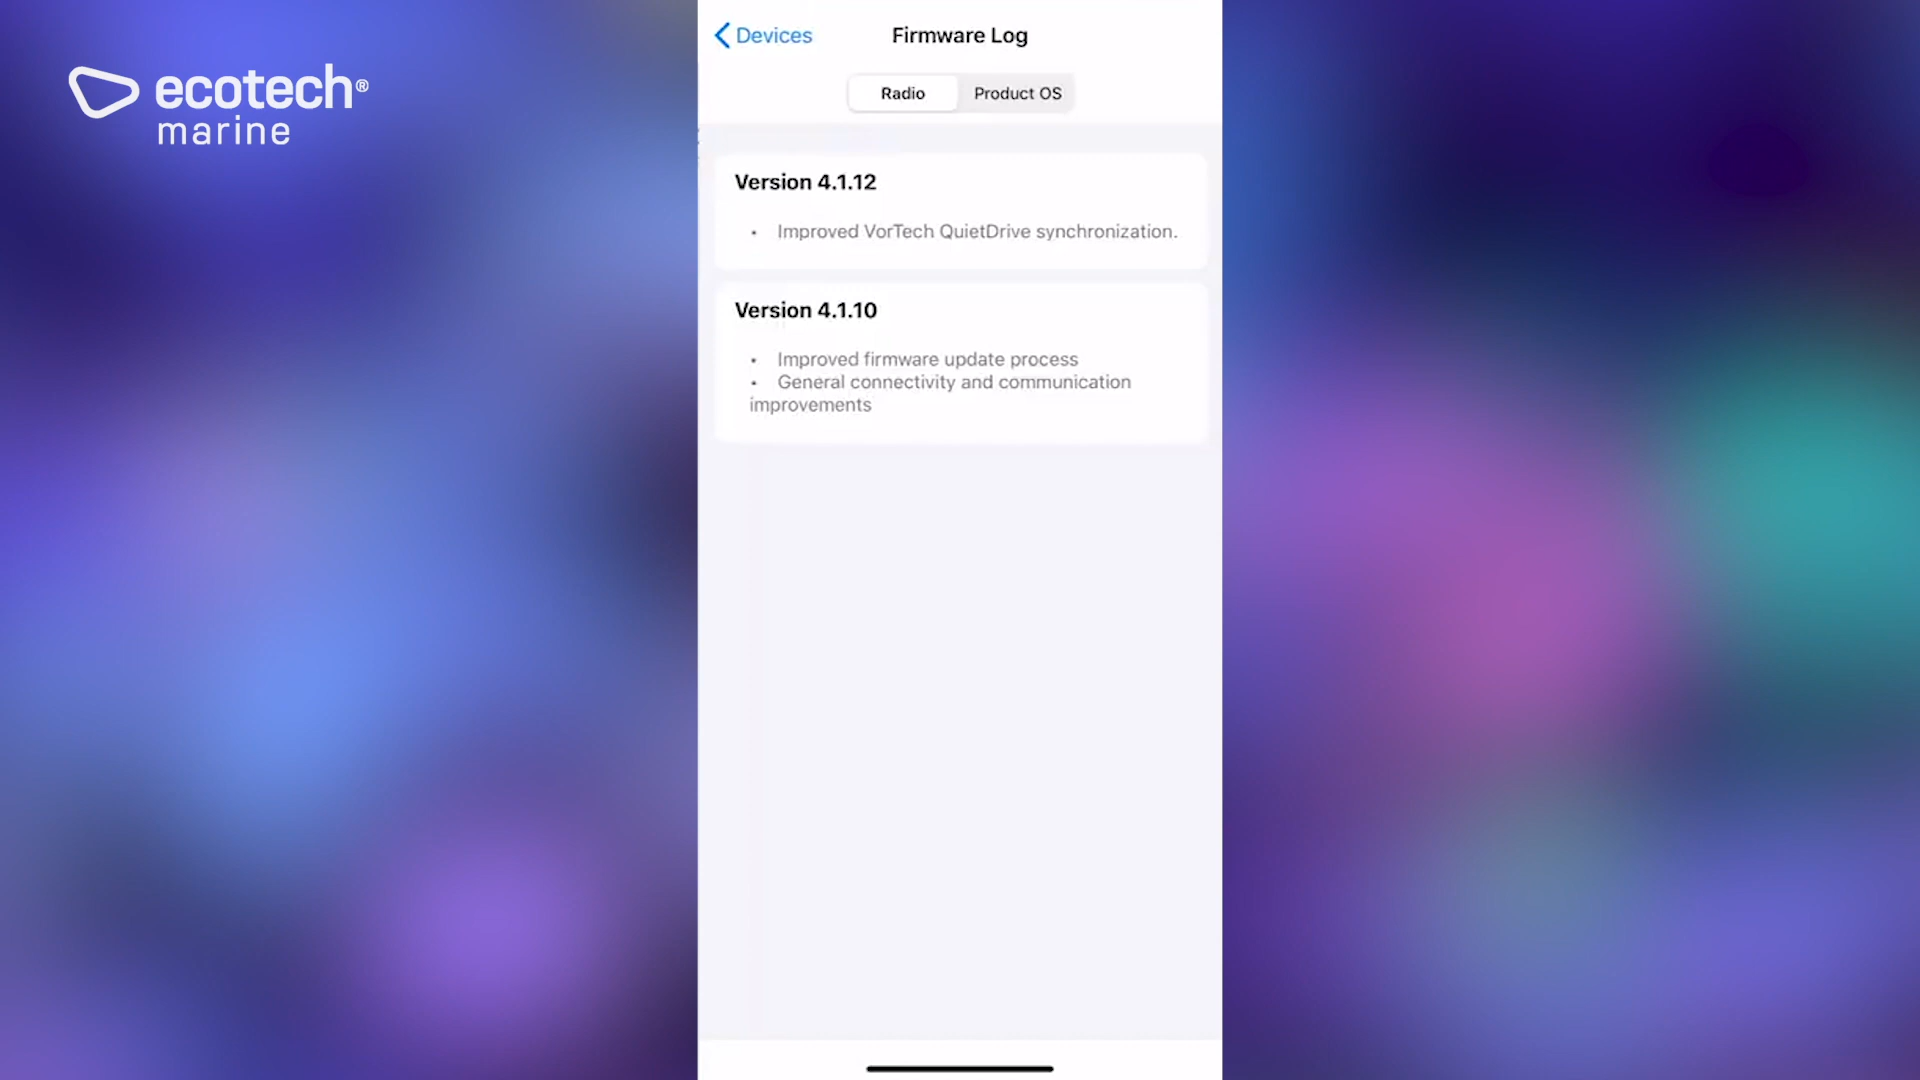 ecotech®
marine
Devices
Firmware Log
Radio
Product OS
Version 4.1.12
• Improved VorTech QuietDrive synchronization.
Version 4.1.10
• Improved firmware update process
• General connectivity and communication
improvements